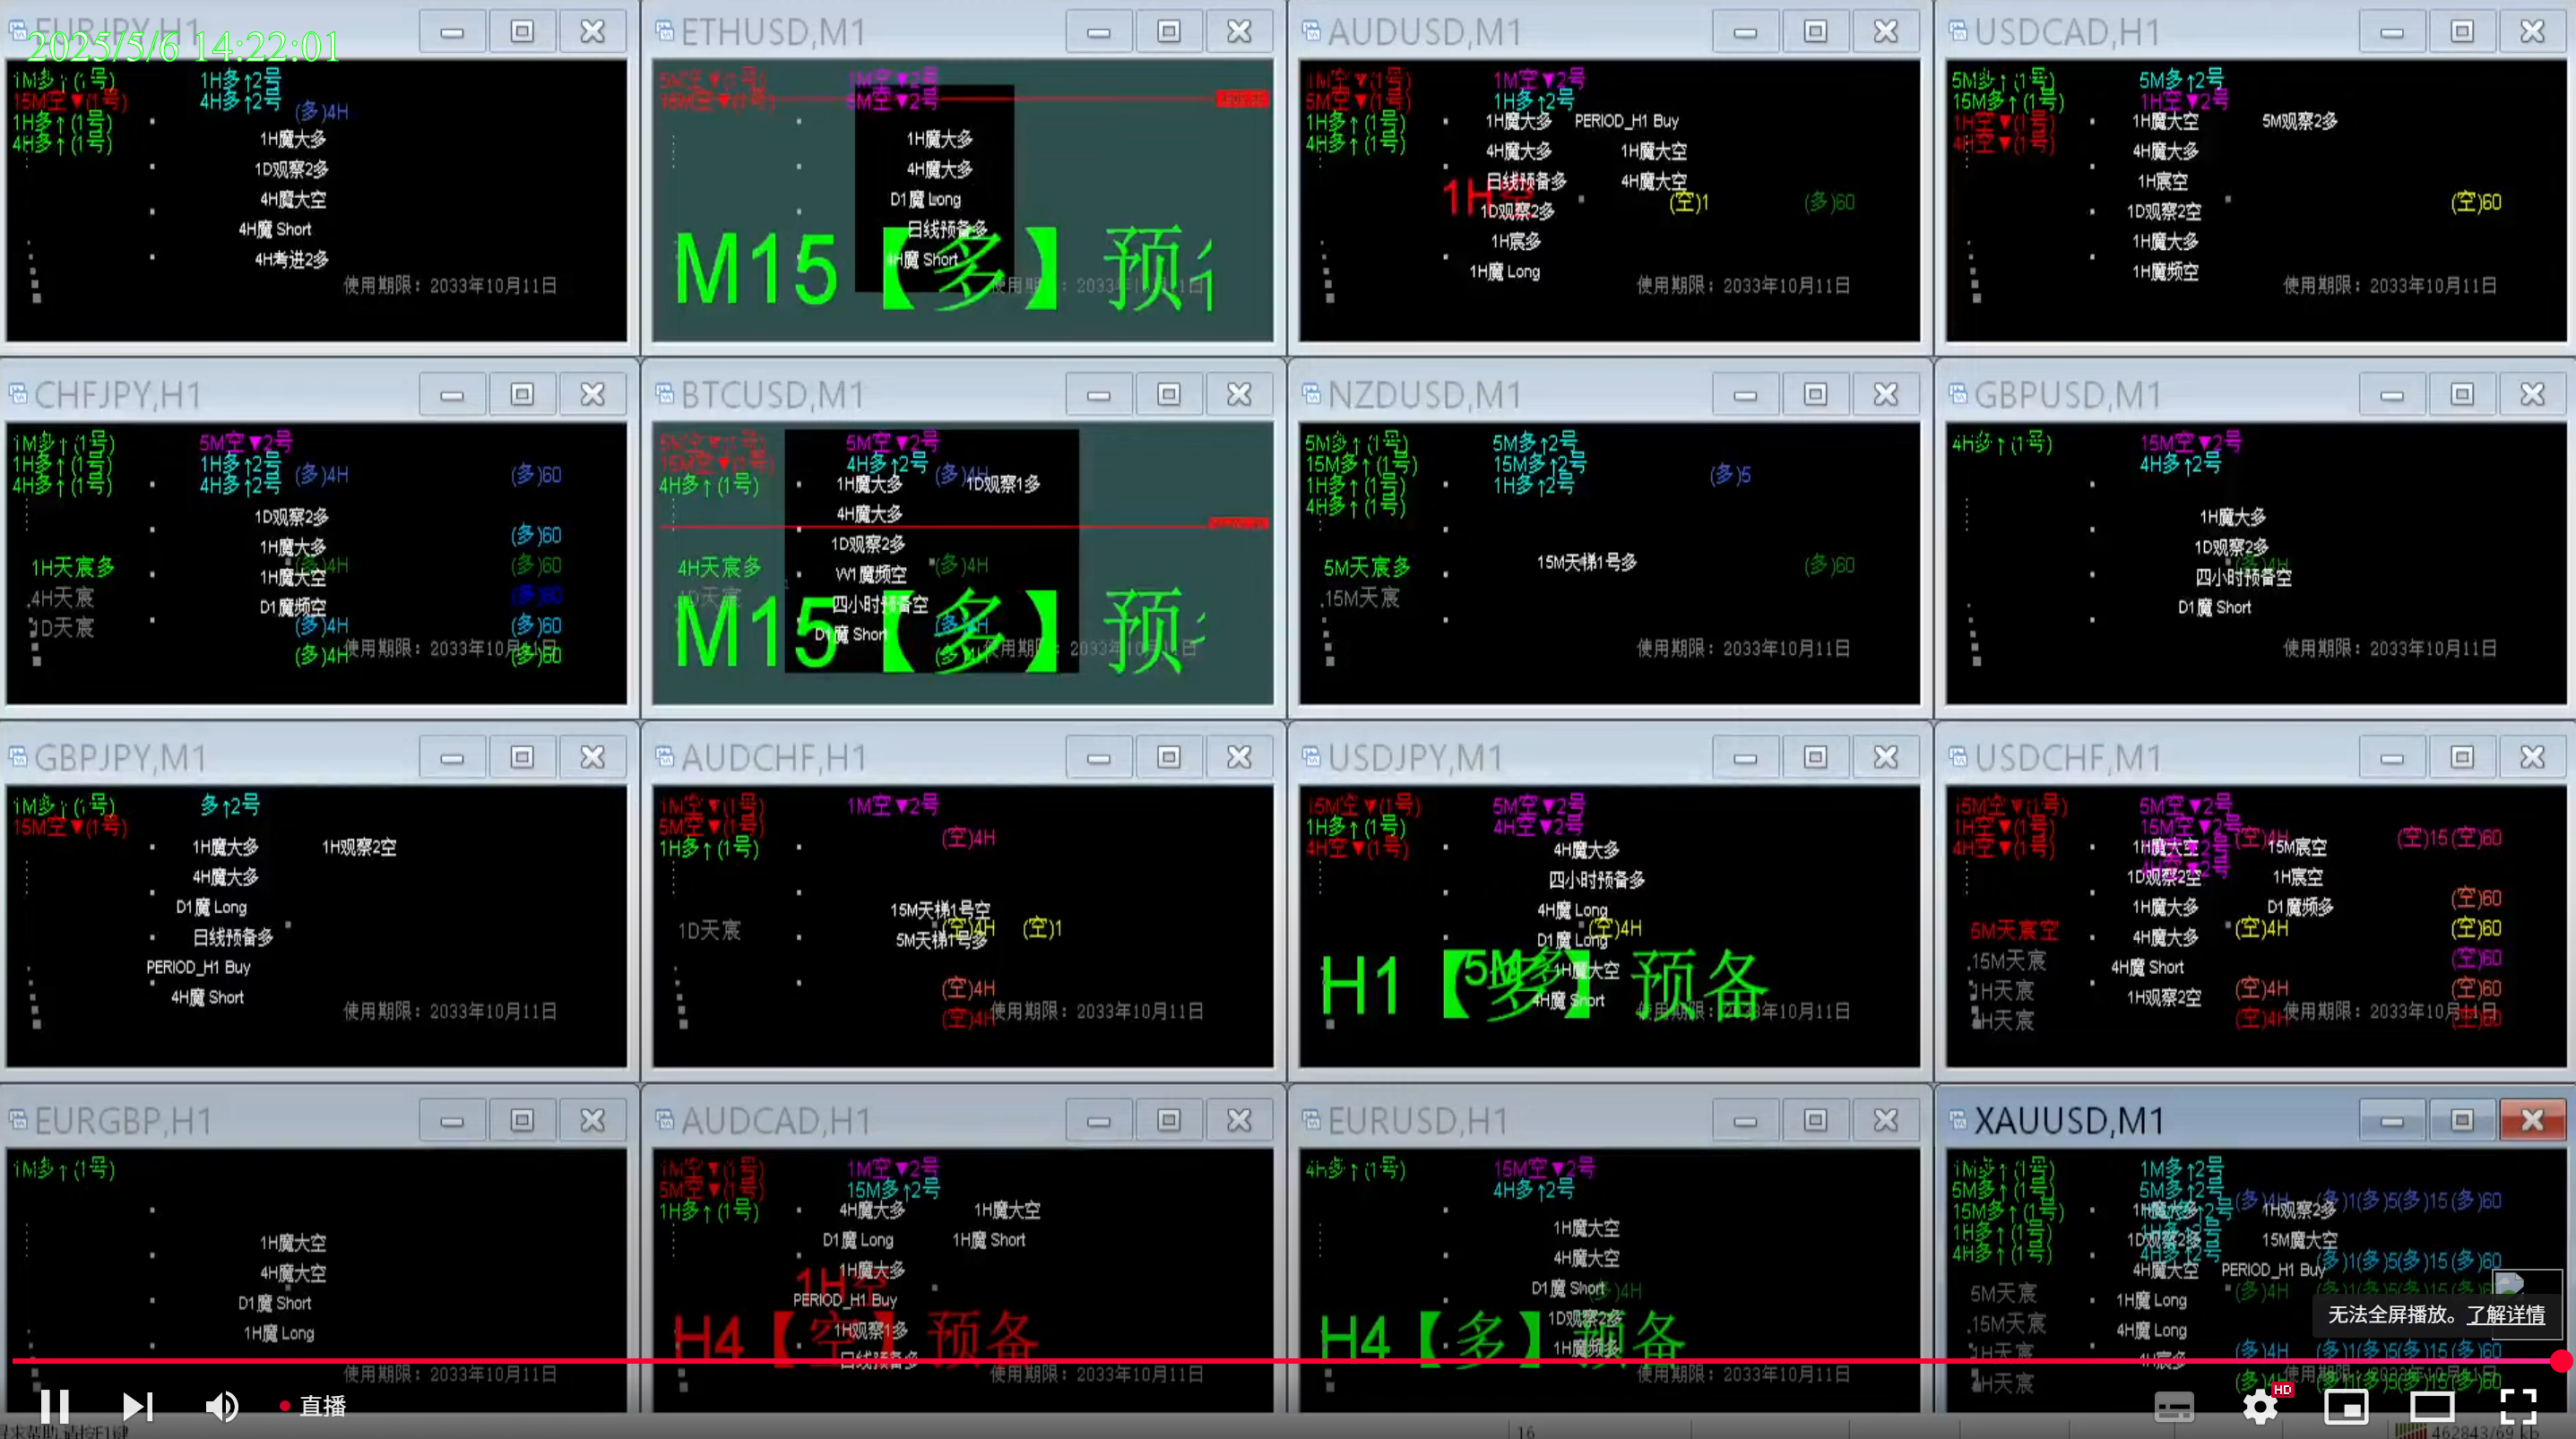 EURJPY,H1
2025/5/6 14:22:01
1M多↑(1号)
15M空▼(1号)
1H多↑(1号)
4H多↑(1号)
1H多↑2号
4H多↑2号
(多)4H
1H魔大多
1D观察2多
4H魔大空
4H魔 Short
4H考进2多
使用期限：2033年10月11日
ETHUSD,M1
5M空▼(1号)
15M空▼(1号)
1M空▼2号
5M空▼2号
1H魔大多
4H魔大多
D1魔 Long
日线预备多
4H魔 Short
M15【多】预
AUDUSD,M1
1M空▼(1号)
5M空▼(1号)
1H多↑(1号)
4H多↑(1号)
1M空▼2号
1H多↑2号
1H魔大多 PERIOD_H1 Buy
4H魔大多 1H魔大空
日线预备多 4H魔大空
1H空
(空)1 (多)60
1D观察2多
1H宸多
1H魔 Long
使用期限：2033年10月11日
USDCAD,H1
5M多↑(1号)
15M多↑(1号)
1H空▼(1号)
4H空▼(1号)
5M多↑2号
1H空▼2号
1H魔大空 5M观察2多
4H魔大多
1H宸空
(空)60
1D观察2空
1H魔大多
1H魔频空
使用期限：2033年10月11日
CHFJPY,H1
1M多↑(1号)
1H多↑(1号)
4H多↑(1号)
5M空▼2号
1H多↑2号
4H多↑2号
(多)4H (多)60
1D观察2多
(多)60
1H魔大多
1H天宸多 (多)4H (多)60
1H魔大空
4H天宸 (多)60
D1魔频空
1D天宸 (多)4H (多)60
(多)4H (多)60
使用期限：2033年10月11日
BTCUSD,M1
5M空▼(1号)
15M空▼(1号)
4H多↑(1号)
5M空▼2号
4H多↑2号
(多)4H
1H魔大多 1D观察1多
4H魔大多
1D观察2多
4H天宸多 (多)4H
W1魔频空
1D天宸
四小时预备空
D1魔 Short
M15【多】预
NZDUSD,M1
5M多↑(1号)
15M多↑(1号)
1H多↑(1号)
4H多↑(1号)
5M多↑2号
15M多↑2号
1H多↑2号
(多)5
15M天梯1号多
5M天宸多 (多)60
15M天宸
使用期限：2033年10月11日
GBPUSD,M1
4H多↑(1号)
15M空▼2号
4H多↑2号
1H魔大多
1D观察2多
(多)4H
四小时预备空
D1魔 Short
使用期限：2033年10月11日
GBPJPY,M1
1M多↑(1号)
15M空▼(1号)
多↑2号
1H魔大多 1H观察2空
4H魔大多
D1魔 Long
日线预备多
PERIOD_H1 Buy
4H魔 Short
使用期限：2033年10月11日
AUDCHF,H1
1M空▼(1号)
5M空▼(1号)
1H多↑(1号)
1M空▼2号
(空)4H
15M天梯1号空
1D天宸 (空)4H (空)1
5M天梯1号多
(空)4H
(空)4H
使用期限：2033年10月11日
USDJPY,M1
15M空▼(1号)
1H多↑(1号)
4H空▼(1号)
5M空▼2号
4H空▼2号
4H魔大多
四小时预备多
4H魔 Long
(空)4H
D1魔 Long
1H魔大空
4H魔 Short
H1【多】预备
使用期限：2033年10月11日
USDCHF,M1
15M空▼(1号)
1H空▼(1号)
4H空▼(1号)
5M空▼2号
15M空▼2号
4H空▼2号
(空)4H (空)15(空)60
1H魔大空 15M宸空
1D观察2空 1H宸空
(空)60
1H魔大多 D1魔频多
5M天宸空 (空)4H (空)60
4H魔大多
15M天宸 (空)60
4H魔 Short
1H天宸 (空)4H (空)60
1H观察2空
4H天宸 (空)4H (空)60
使用期限：2033年10月11日
EURGBP,H1
1M多↑(1号)
1H魔大空
4H魔大空
D1魔 Short
1H魔 Long
使用期限：2033年10月11日
AUDCAD,H1
1M空▼(1号)
5M空▼(1号)
1H多↑(1号)
1M空▼2号
15M多↑2号
4H魔大多 1H魔大空
D1魔 Long 1H魔 Short
1H魔大多
1H空
PERIOD_H1 Buy
1H观察1多
日线预备多
H4【空】预备
使用期限：2033年10月11日
EURUSD,H1
4H多↑(1号)
15M空▼2号
4H多↑2号
1H魔大空
4H魔大空
D1魔 Short
(多)4H
1D观察2多
1H魔频多
H4【多】预备
使用期限：2033年10月11日
XAUUSD,M1
1M多↑(1号)
5M多↑(1号)
15M多↑(1号)
1H多↑(1号)
4H多↑(1号)
1M多↑2号
5M多↑2号
1H多↑2号
4H多↑2号
(多)4H (多)1(多)5(多)15(多)60
1H魔大多 1H观察2多
1D观察2多 15M魔大空
(多)1(多)5(多)15(多)60
4H魔大空 PERIOD_H1 Buy
5M天宸 (多)4H
1H魔 Long
15M天宸
4H魔 Long
1H天宸 (多)4H (多)1(多)5(多)15(多)60
4H宸多
4H天宸
无法全屏播放。了解详情
直播
HD
16